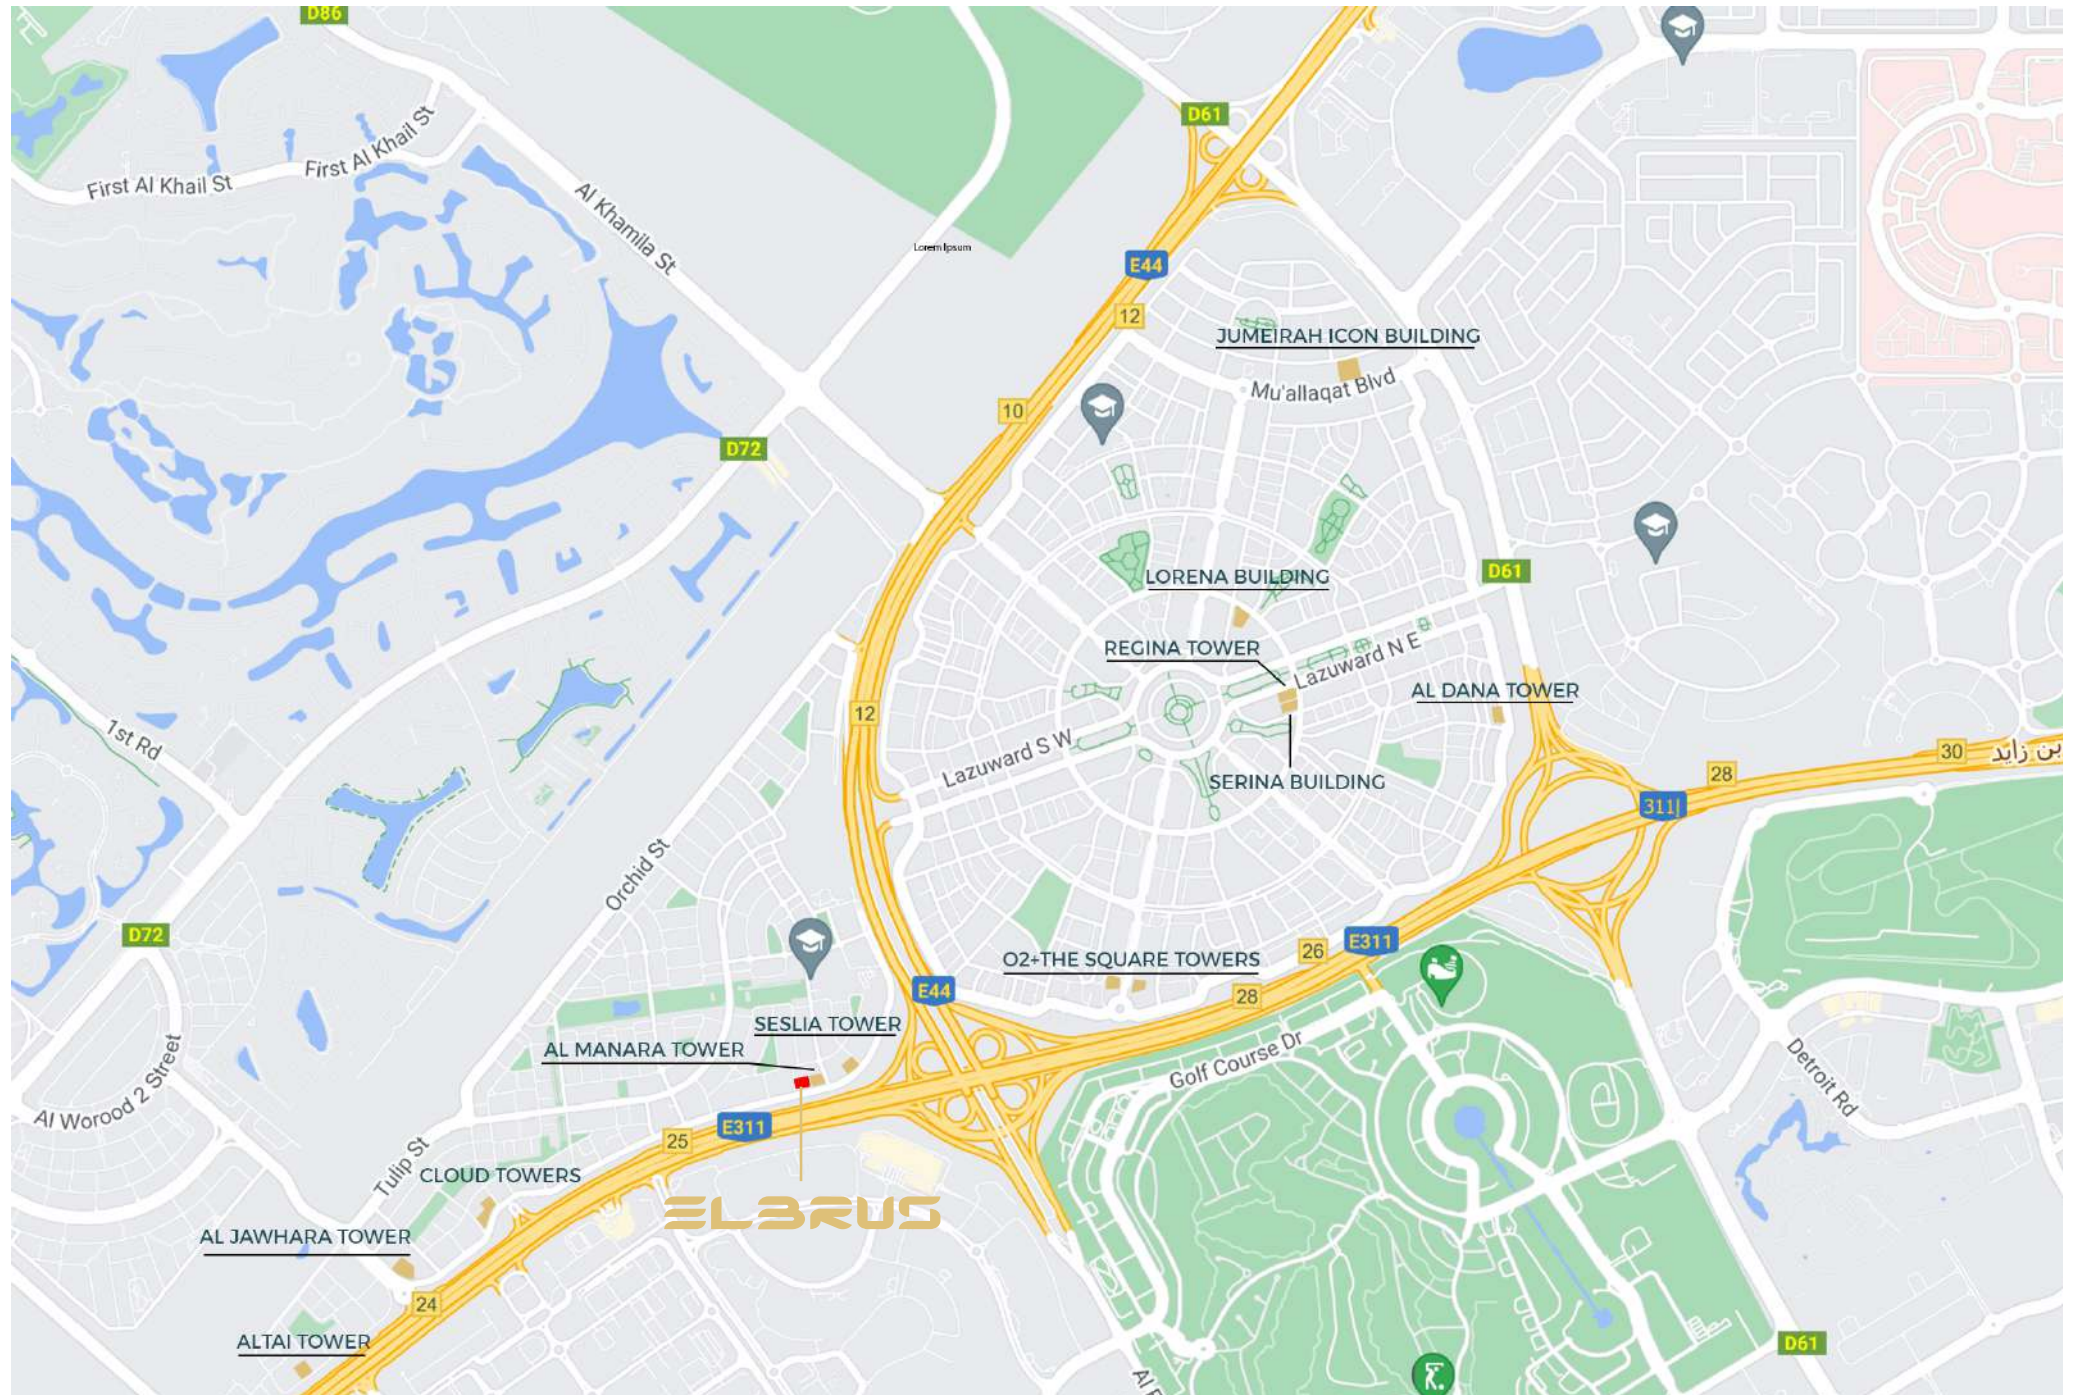 D86
D61
First Al Khail St
First Al Khail St
Al Khamila St
Lorem Ipsum
E44
12
JUMEIRAH ICON BUILDING
Mu'allaqat Blvd
10
D72
LORENA BUILDING
D61
REGINA TOWER
Lazuward N E
AL DANA TOWER
12
1st Rd
Lazuward S W
SERINA BUILDING
30
بن زايد
28
311|
Orchid St
D72
O2+THE SQUARE TOWERS
26
E311
E44
28
SESLIA TOWER
AL MANARA TOWER
Golf Course Dr
Detroit Rd
Al Worood 2 Street
E311
25
Tulip St
CLOUD TOWERS
ELBRUS
AL JAWHARA TOWER
24
ALTAI TOWER
D61